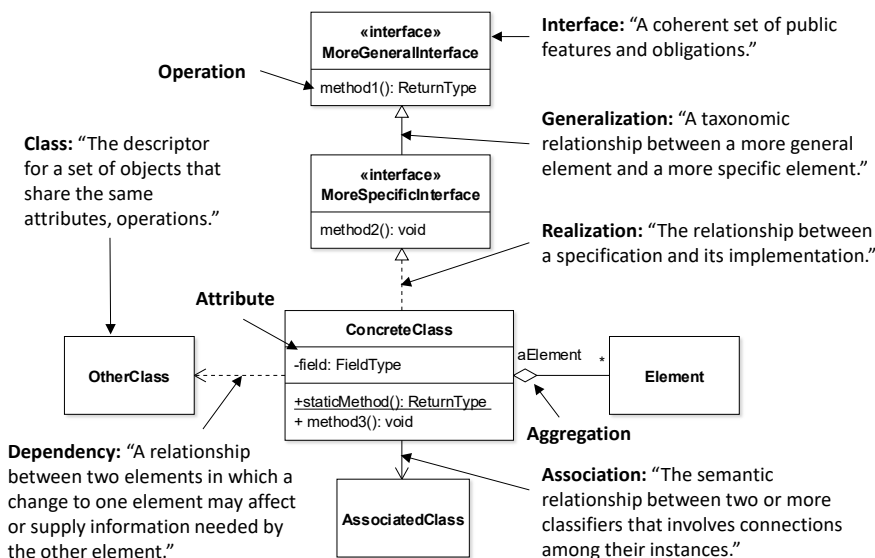 «interface»
MoreGeneralInterface
method1(): ReturnType
Interface: “A coherent set of public
features and obligations.”
Operation
Generalization: “A taxonomic
relationship between a more general
element and a more specific element.”
Class: “The descriptor
for a set of objects that
share the same
attributes, operations.”
«interface»
MoreSpecificInterface
method2(): void
Realization: “The relationship between
a specification and its implementation.”
Attribute
ConcreteClass
-field: FieldType
+staticMethod(): ReturnType
+ method3(): void
OtherClass
aElement
*
Element
Aggregation
Dependency: “A relationship
between two elements in which a
change to one element may affect
or supply information needed by
the other element.”
AssociatedClass
Association: “The semantic
relationship between two or more
classifiers that involves connections
among their instances.”